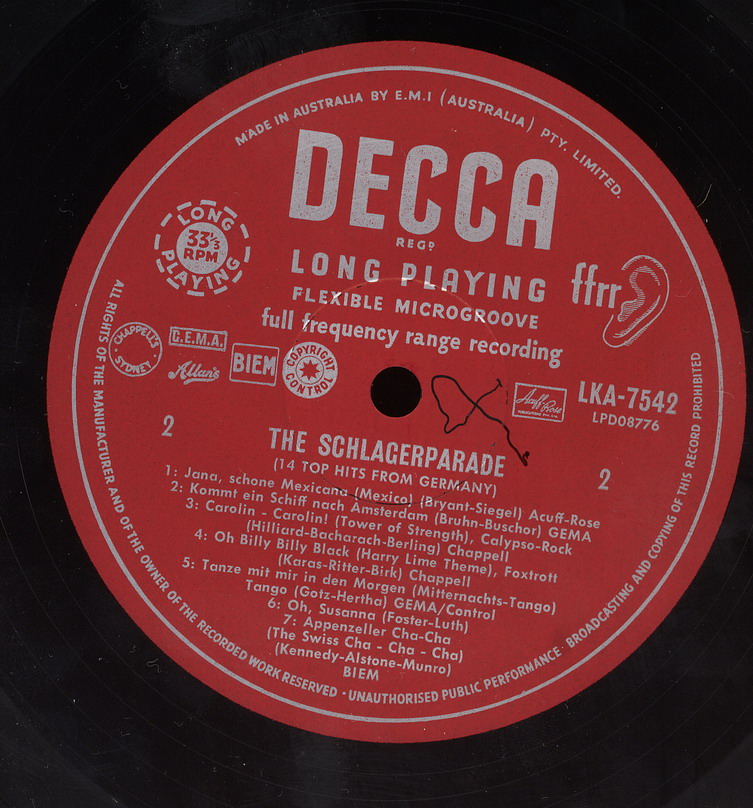 MADE IN AUSTRALIA BY E.M.I (AUSTRALIA) PTY. LIMITED.
DECCA
REGD
LONG
33⅓
RPM
PLAYING
LONG PLAYING
FLEXIBLE MICROGROOVE
full frequency range recording
ffrr
CHAPPELL'S
SYDNEY
G.E.M.A.
Allan's
BIEM
COPYRIGHT
CONTROL
Acuff-Rose
LKA-7542
LPD08776
2
2
THE SCHLAGERPARADE
(14 TOP HITS FROM GERMANY)
1: Jana, schone Mexicana (Mexico) (Bryant-Siegel) Acuff-Rose
2: Kommt ein Schiff nach Amsterdam (Bruhn-Buschor) GEMA
3: Carolin - Carolin! (Tower of Strength), Calypso-Rock
(Hilliard-Bacharach-Berling) Chappell
4: Oh Billy Billy Black (Harry Lime Theme), Foxtrott
(Karas-Ritter-Birk) Chappell
5: Tanze mit mir in den Morgen (Mitternachts-Tango)
Tango (Gotz-Hertha) GEMA/Control
6: Oh, Susanna (Foster-Luth)
7: Appenzeller Cha-Cha
(The Swiss Cha - Cha - Cha)
(Kennedy-Alstone-Munro)
BIEM
ALL RIGHTS OF THE MANUFACTURER AND OF THE OWNER OF THE RECORDED WORK RESERVED · UNAUTHORISED PUBLIC PERFORMANCE · BROADCASTING AND COPYING OF THIS RECORD PROHIBITED